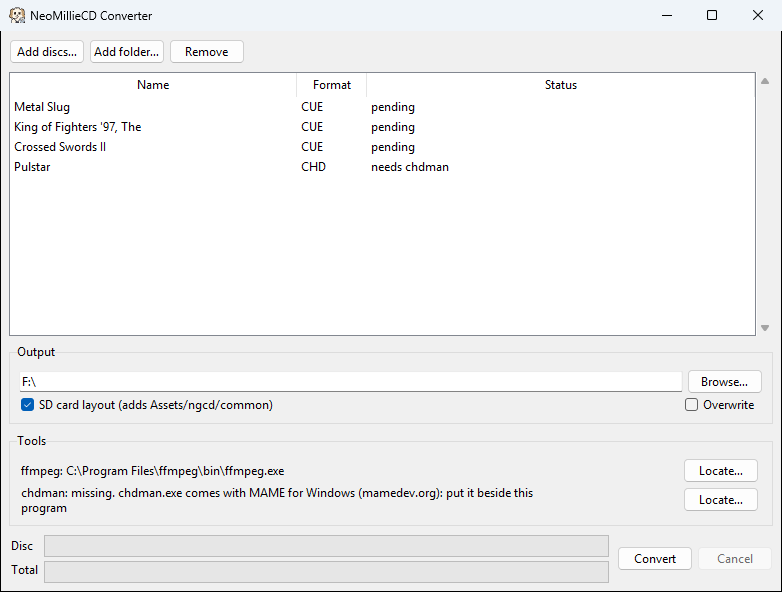 NeoMillieCD Converter
Add discs... Add folder... Remove
Name Format Status
Metal Slug CUE pending
King of Fighters '97, The CUE pending
Crossed Swords II CUE pending
Pulstar CHD needs chdman
Output
F:\ Browse...
SD card layout (adds Assets/ngcd/common) Overwrite
Tools
ffmpeg: C:\Program Files\ffmpeg\bin\ffmpeg.exe Locate...
chdman: missing. chdman.exe comes with MAME for Windows (mamedev.org): put it beside this
program Locate...
Disc
Convert Cancel
Total